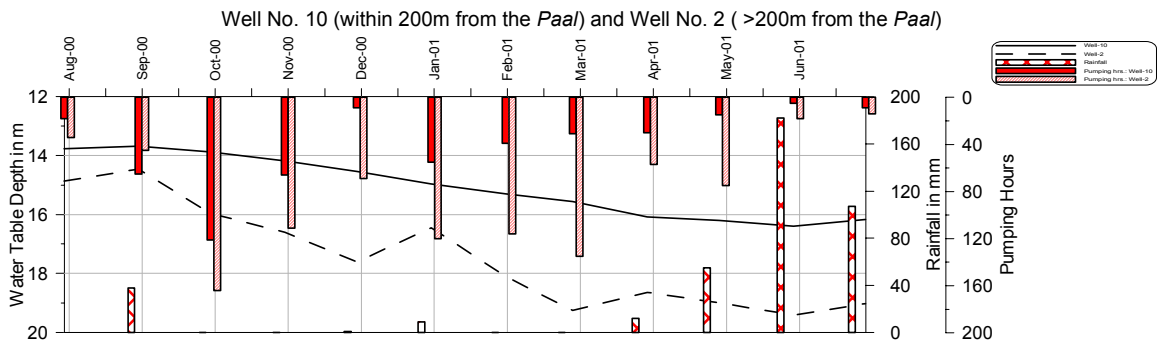 Well No. 10 (within 200m from the Paal) and Well No. 2 ( >200m from the Paal)
Aug-00 Sep-00 Oct-00 Nov-00 Dec-00 Jan-01 Feb-01 Mar-01 Apr-01 May-01 Jun-01
Well-10
Well-2
Rainfall
Pumping hrs.: Well-10
Pumping hrs.: Well-2
Water Table Depth in m
12
14
16
18
20
Rainfall in mm
200
160
120
80
40
0
Pumping Hours
0
40
80
120
160
200